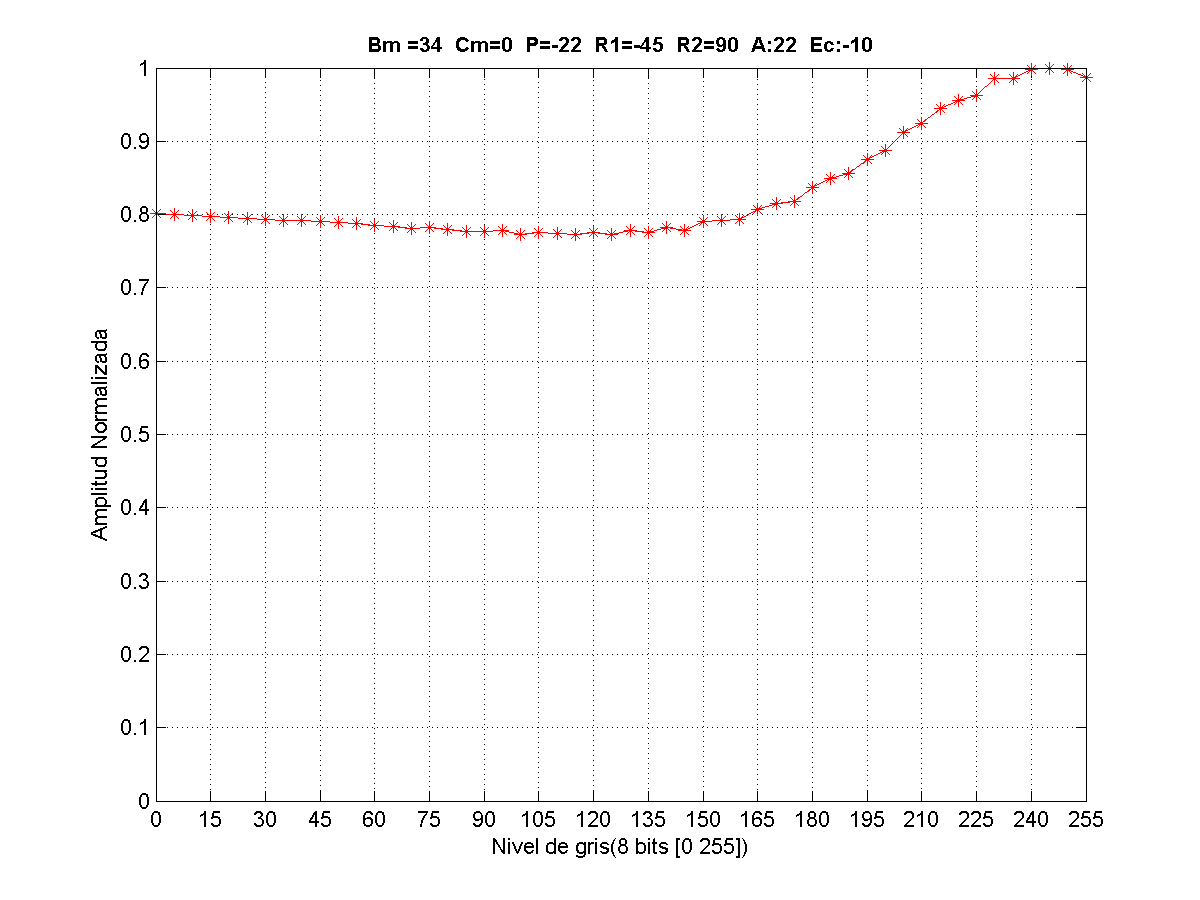 Bm =34  Cm=0  P=-22  R1=-45  R2=90  A:22  Ec:-10
1
0.9
0.8
0.7
0.6
0.5
0.4
0.3
0.2
0.1
0
Amplitud Normalizada
0 15 30 45 60 75 90 105 120 135 150 165 180 195 210 225 240 255
Nivel de gris(8 bits [0 255])